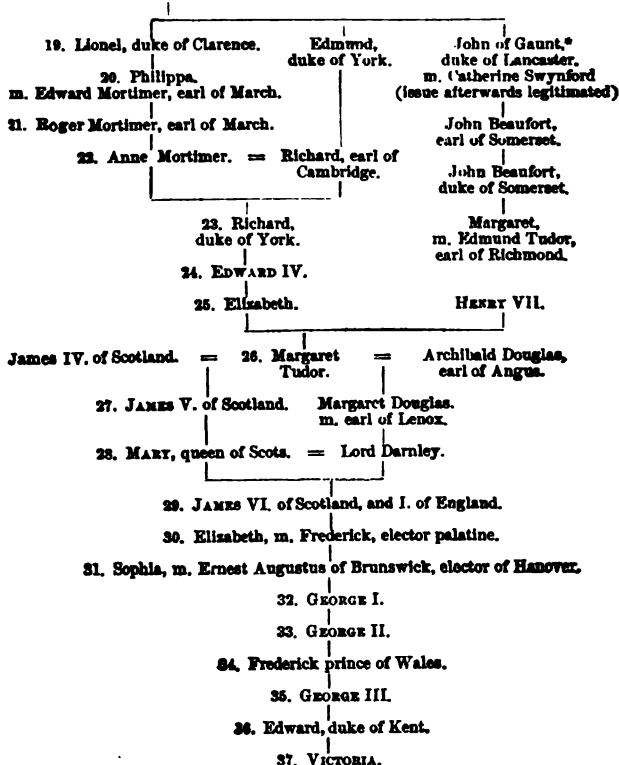 19. Lionel, duke of Clarence.
Edmund,
duke of York.
John of Gaunt,*
duke of Lancaster.
m. Catherine Swynford
(issue afterwards legitimated)
20. Philippa,
m. Edward Mortimer, earl of March.
21. Roger Mortimer, earl of March.
John Beaufort,
earl of Somerset.
22. Anne Mortimer. = Richard, earl of
Cambridge.
John Beaufort,
duke of Somerset.
23. Richard,
duke of York.
Margaret,
m. Edmund Tudor,
earl of Richmond.
24. EDWARD IV.
25. Elizabeth. HENRY VII.
James IV. of Scotland. = 26. Margaret
Tudor.
= Archibald Douglas,
earl of Angus.
27. JAMES V. of Scotland. Margaret Douglas.
m. earl of Lenox.
28. MARY, queen of Scots. = Lord Darnley.
29. JAMES VI. of Scotland, and I. of England.
30. Elizabeth, m. Frederick, elector palatine.
31. Sophia, m. Ernest Augustus of Brunswick, elector of Hanover.
32. GEORGE I.
33. GEORGE II.
34. Frederick prince of Wales.
35. GEORGE III.
36. Edward, duke of Kent.
37. VICTORIA.